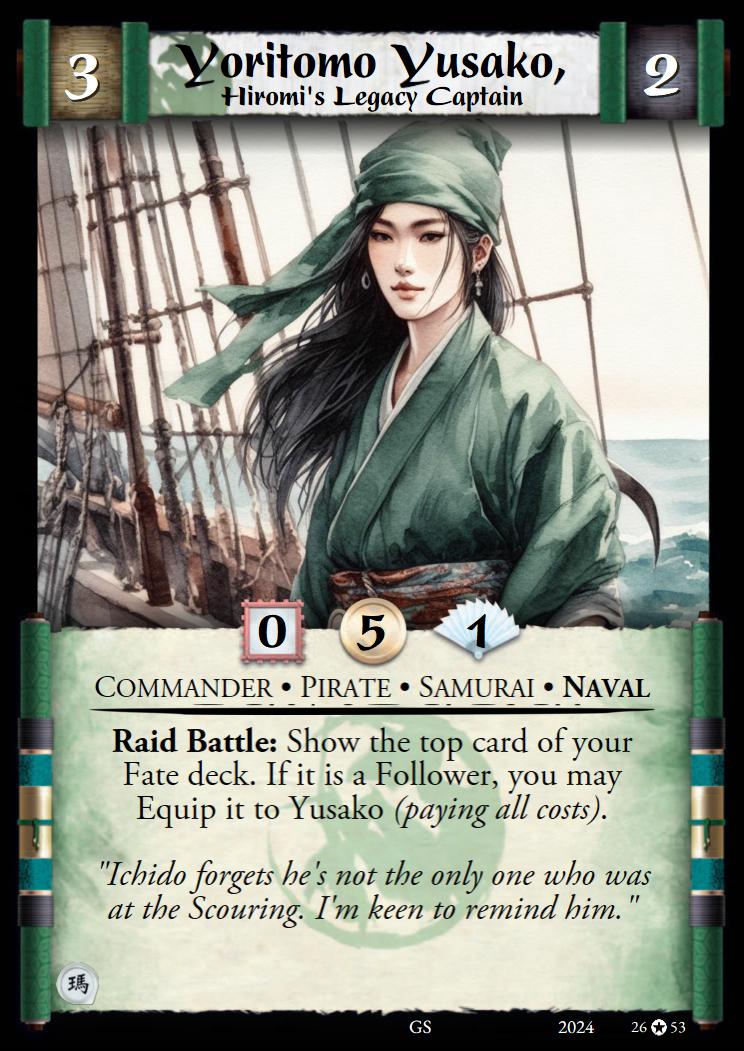 3
Yoritomo Yusako,
2
Hiromi's Legacy Captain
0
5
1
COMMANDER • PIRATE • SAMURAI • NAVAL
Raid Battle: Show the top card of your
Fate deck. If it is a Follower, you may
Equip it to Yusako (paying all costs).
"Ichido forgets he's not the only one who was
at the Scouring. I'm keen to remind him."
瑪
GS 2024 26 ✪ 53